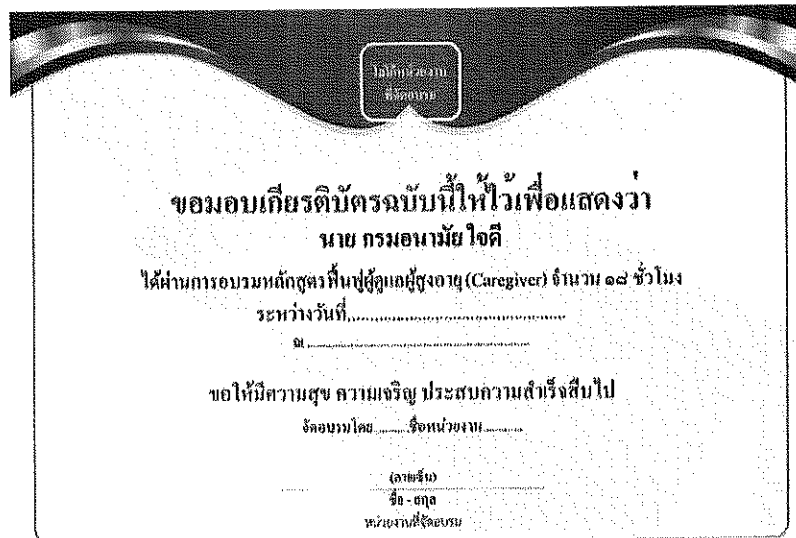 โลโก้หน่วยงาน
ที่จัดอบรม
ขอมอบเกียรติบัตรฉบับนี้ให้ไว้เพื่อแสดงว่า
นาย กรมอนามัย ใจดี
ได้ผ่านการอบรมหลักสูตรฟื้นฟูผู้ดูแลผู้สูงอายุ (Caregiver) จำนวน ๑๘ ชั่วโมง
ระหว่างวันที่..............................................
ณ ..............................................................
ขอให้มีความสุข ความเจริญ ประสบความสำเร็จสืบไป
จัดอบรมโดย.........ชื่อหน่วยงาน...........
(ลายเซ็น)
ชื่อ - สกุล
หน่วยงานที่จัดอบรม